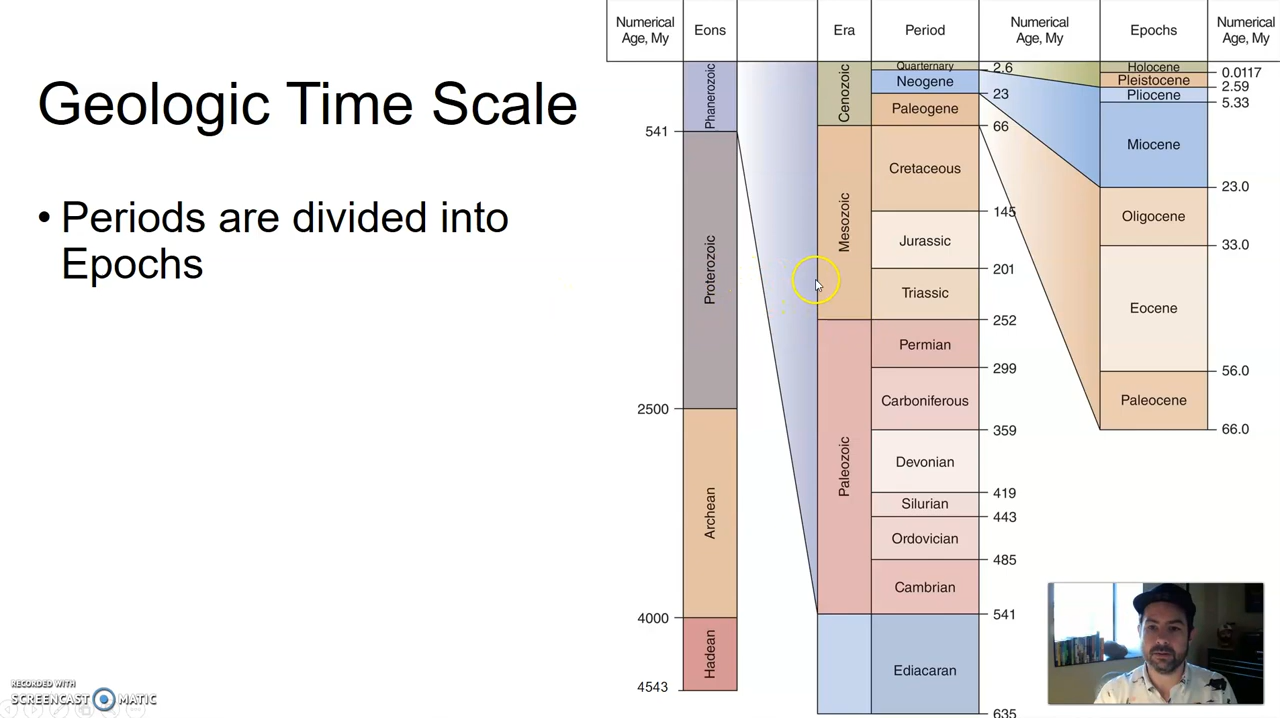 Geologic Time Scale
• Periods are divided into
Epochs
Numerical
Age, My
Eons
Era
Period
Numerical
Age, My
Epochs
Numerical
Age, My
Phanerozoic
541
Proterozoic
2500
Archean
4000
Hadean
4543
Cenozoic
Mesozoic
Paleozoic
Quarternary
Neogene
Paleogene
Cretaceous
Jurassic
Triassic
Permian
Carboniferous
Devonian
Silurian
Ordovician
Cambrian
Ediacaran
2.6
23
66
145
201
252
299
359
419
443
485
541
635
Holocene
Pleistocene
Pliocene
Miocene
Oligocene
Eocene
Paleocene
0.0117
2.59
5.33
23.0
33.0
56.0
66.0
RECORDED WITH
SCREENCAST MATIC